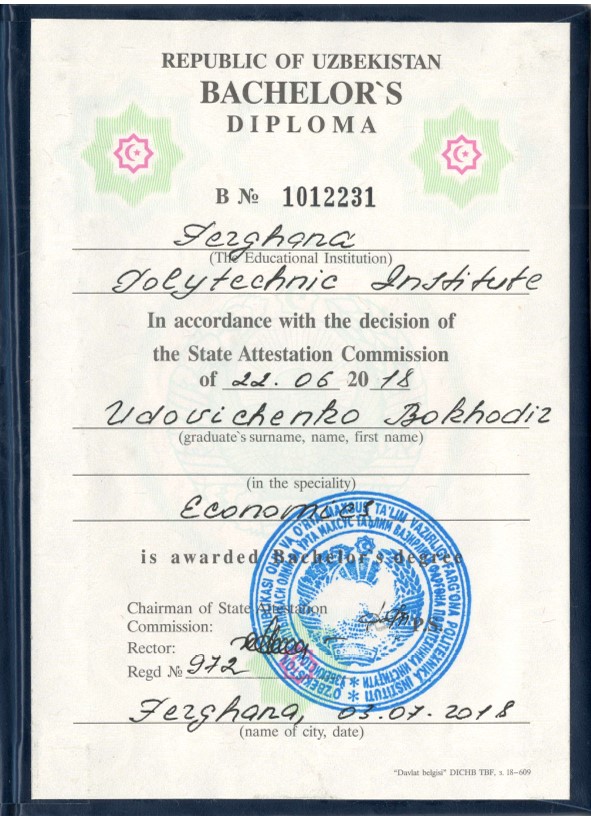 REPUBLIC OF UZBEKISTAN
BACHELOR`S
DIPLOMA
B № 1012231
Ferghana
(The Educational Institution)
Polytechnic Institute
In accordance with the decision of
the State Attestation Commission
of 22. 06 20 18
Udovichenko Bokhodir
(graduate`s surname, name, first name)
(in the speciality)
Economics
is awarded Bachelor's degree
Chairman of State Attestation
Commission:
P.S.
Rector:
Regd № 972
Ferghana, 03.07.2018
(name of city, date)
"Davlat belgisi" DICHB TBF, z. 18–609